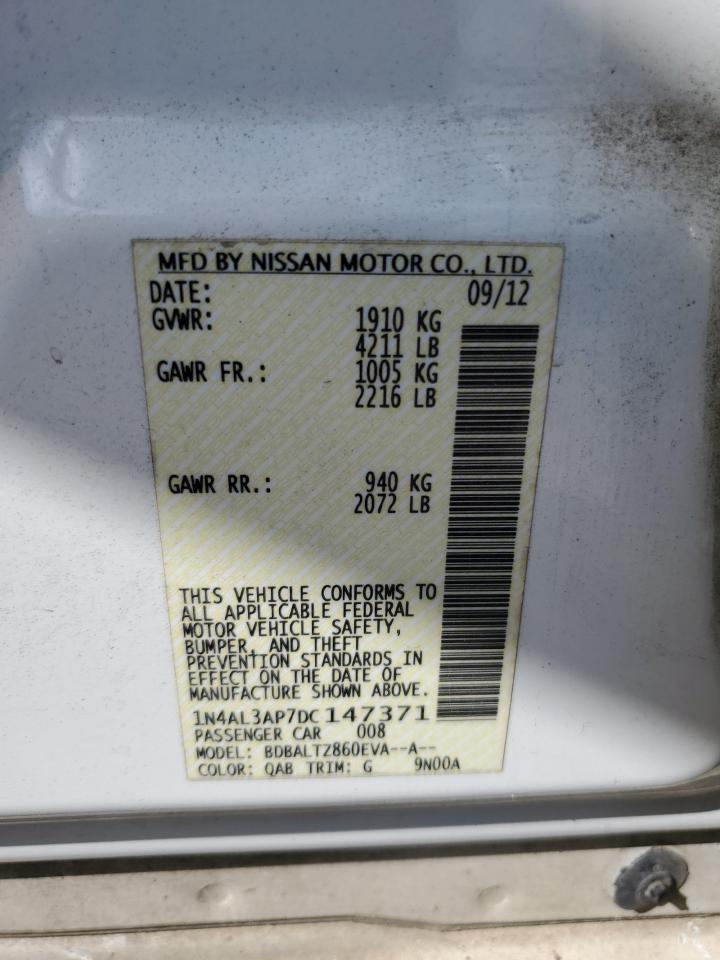 MFD BY NISSAN MOTOR CO., LTD.
DATE: 09/12
GVWR: 1910 KG
4211 LB
GAWR FR.: 1005 KG
2216 LB
GAWR RR.: 940 KG
2072 LB
THIS VEHICLE CONFORMS TO
ALL APPLICABLE FEDERAL
MOTOR VEHICLE SAFETY,
BUMPER, AND THEFT
PREVENTION STANDARDS IN
EFFECT ON THE DATE OF
MANUFACTURE SHOWN ABOVE.
1N4AL3AP7DC147371
PASSENGER CAR 008
MODEL: BDBALTZ860EVA--A--
COLOR: QAB TRIM: G 9N00A